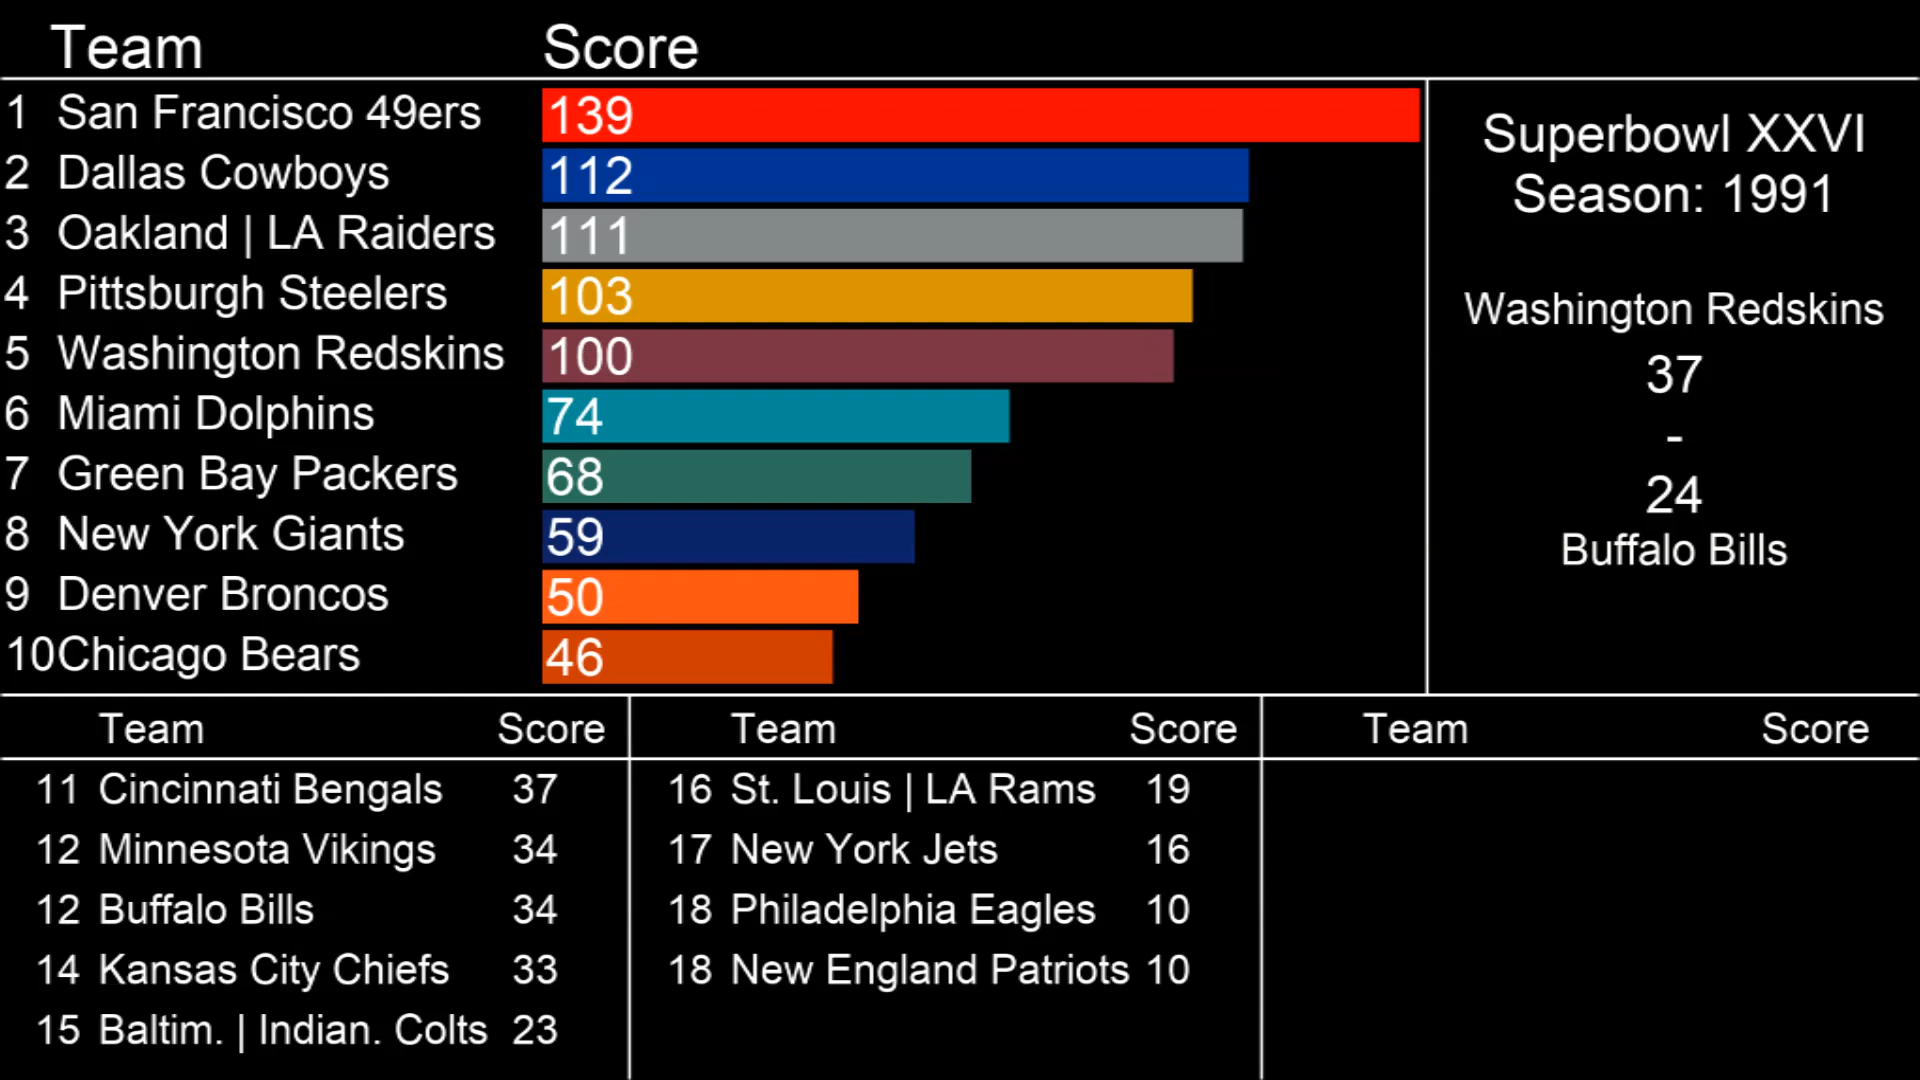 Team Score
1 San Francisco 49ers 139
2 Dallas Cowboys 112
3 Oakland | LA Raiders 111
4 Pittsburgh Steelers 103
5 Washington Redskins 100
6 Miami Dolphins 74
7 Green Bay Packers 68
8 New York Giants 59
9 Denver Broncos 50
10 Chicago Bears 46
Superbowl XXVI
Season: 1991
Washington Redskins
37
-
24
Buffalo Bills
Team Score
11 Cincinnati Bengals 37
12 Minnesota Vikings 34
12 Buffalo Bills 34
14 Kansas City Chiefs 33
15 Baltim. | Indian. Colts 23
Team Score
16 St. Louis | LA Rams 19
17 New York Jets 16
18 Philadelphia Eagles 10
18 New England Patriots 10
Team Score